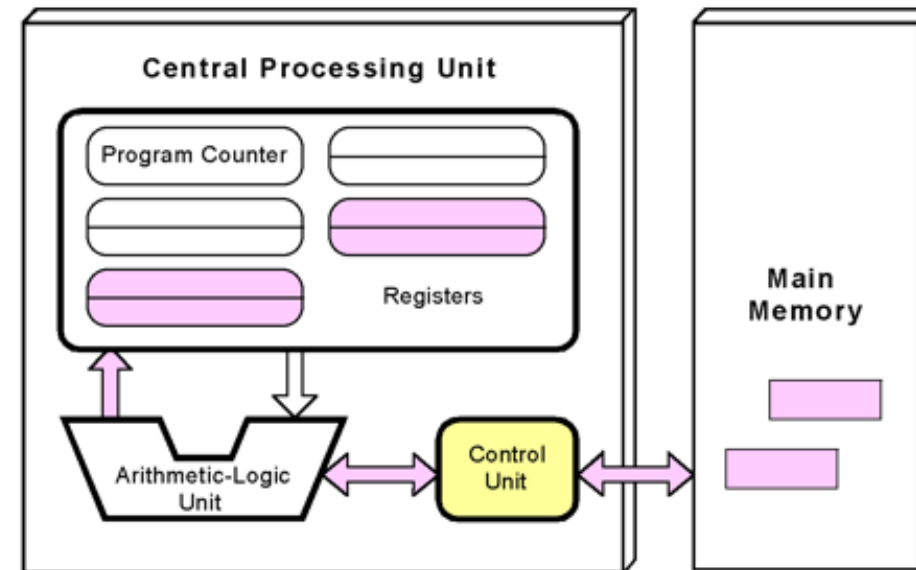 Central Processing Unit
Program Counter
Registers
Arithmetic-Logic
Unit
Control
Unit
Main
Memory